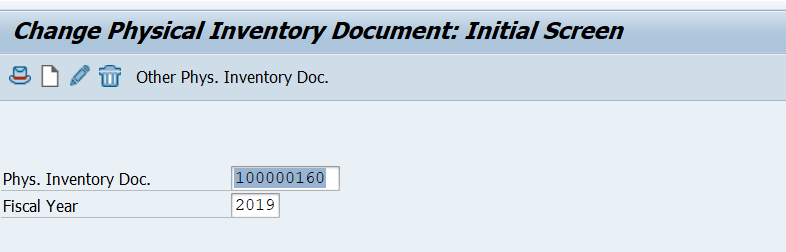 Change Physical Inventory Document: Initial Screen
Other Phys. Inventory Doc.
Phys. Inventory Doc. 100000160
Fiscal Year 2019